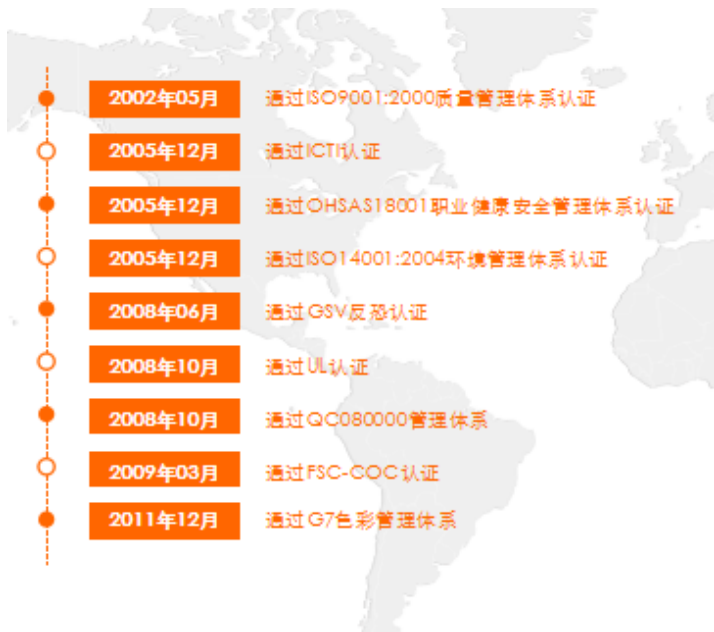 2002年05月 通过ISO9001:2000质量管理体系认证
2005年12月 通过ICTI认证
2005年12月 通过OHSAS18001职业健康安全管理体系认证
2005年12月 通过ISO14001:2004环境管理体系认证
2008年06月 通过GSV反恐认证
2008年10月 通过UL认证
2008年10月 通过QC080000管理体系
2009年03月 通过FSC-COC认证
2011年12月 通过G7色彩管理体系